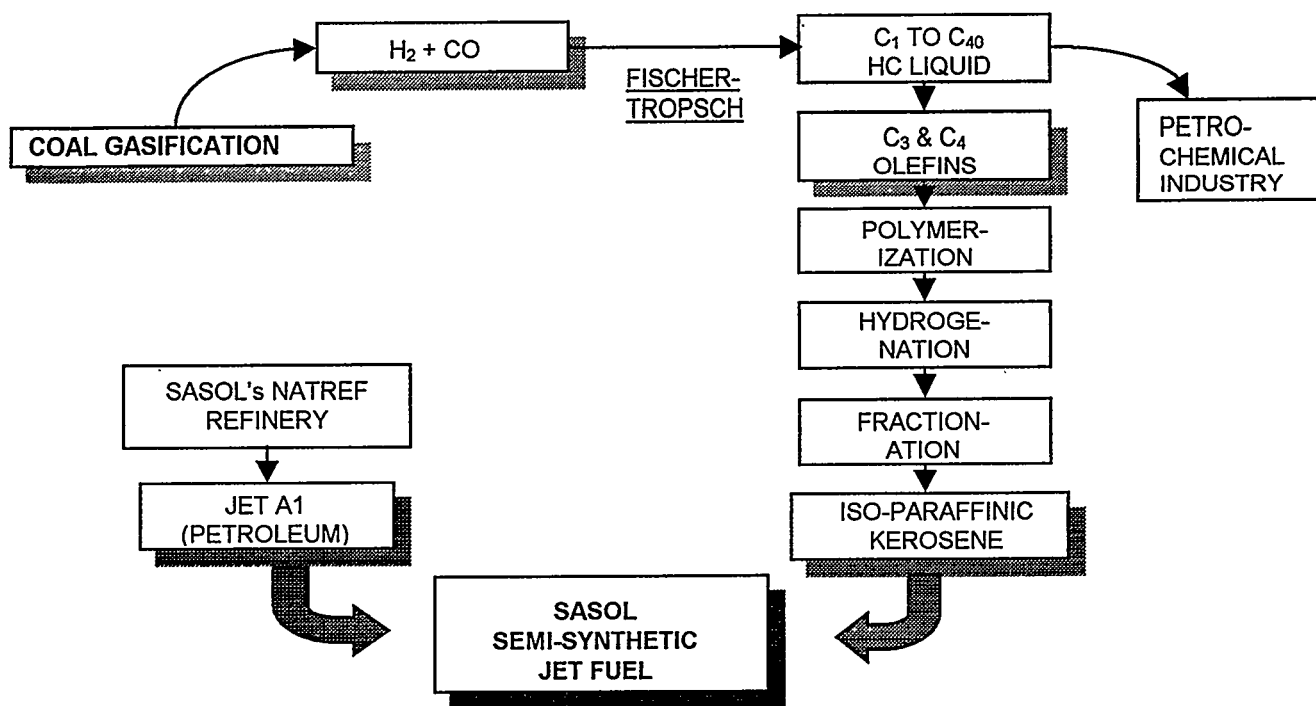 H₂ + CO
FISCHER-
TROPSCH
C₁ TO C₄₀
HC LIQUID
COAL GASIFICATION
C₃ & C₄
OLEFINS
PETRO-
CHEMICAL
INDUSTRY
POLYMER-
IZATION
HYDROGE-
NATION
SASOL's NATREF
REFINERY
FRACTION-
ATION
JET A1
(PETROLEUM)
ISO-PARAFFINIC
KEROSENE
SASOL
SEMI-SYNTHETIC
JET FUEL